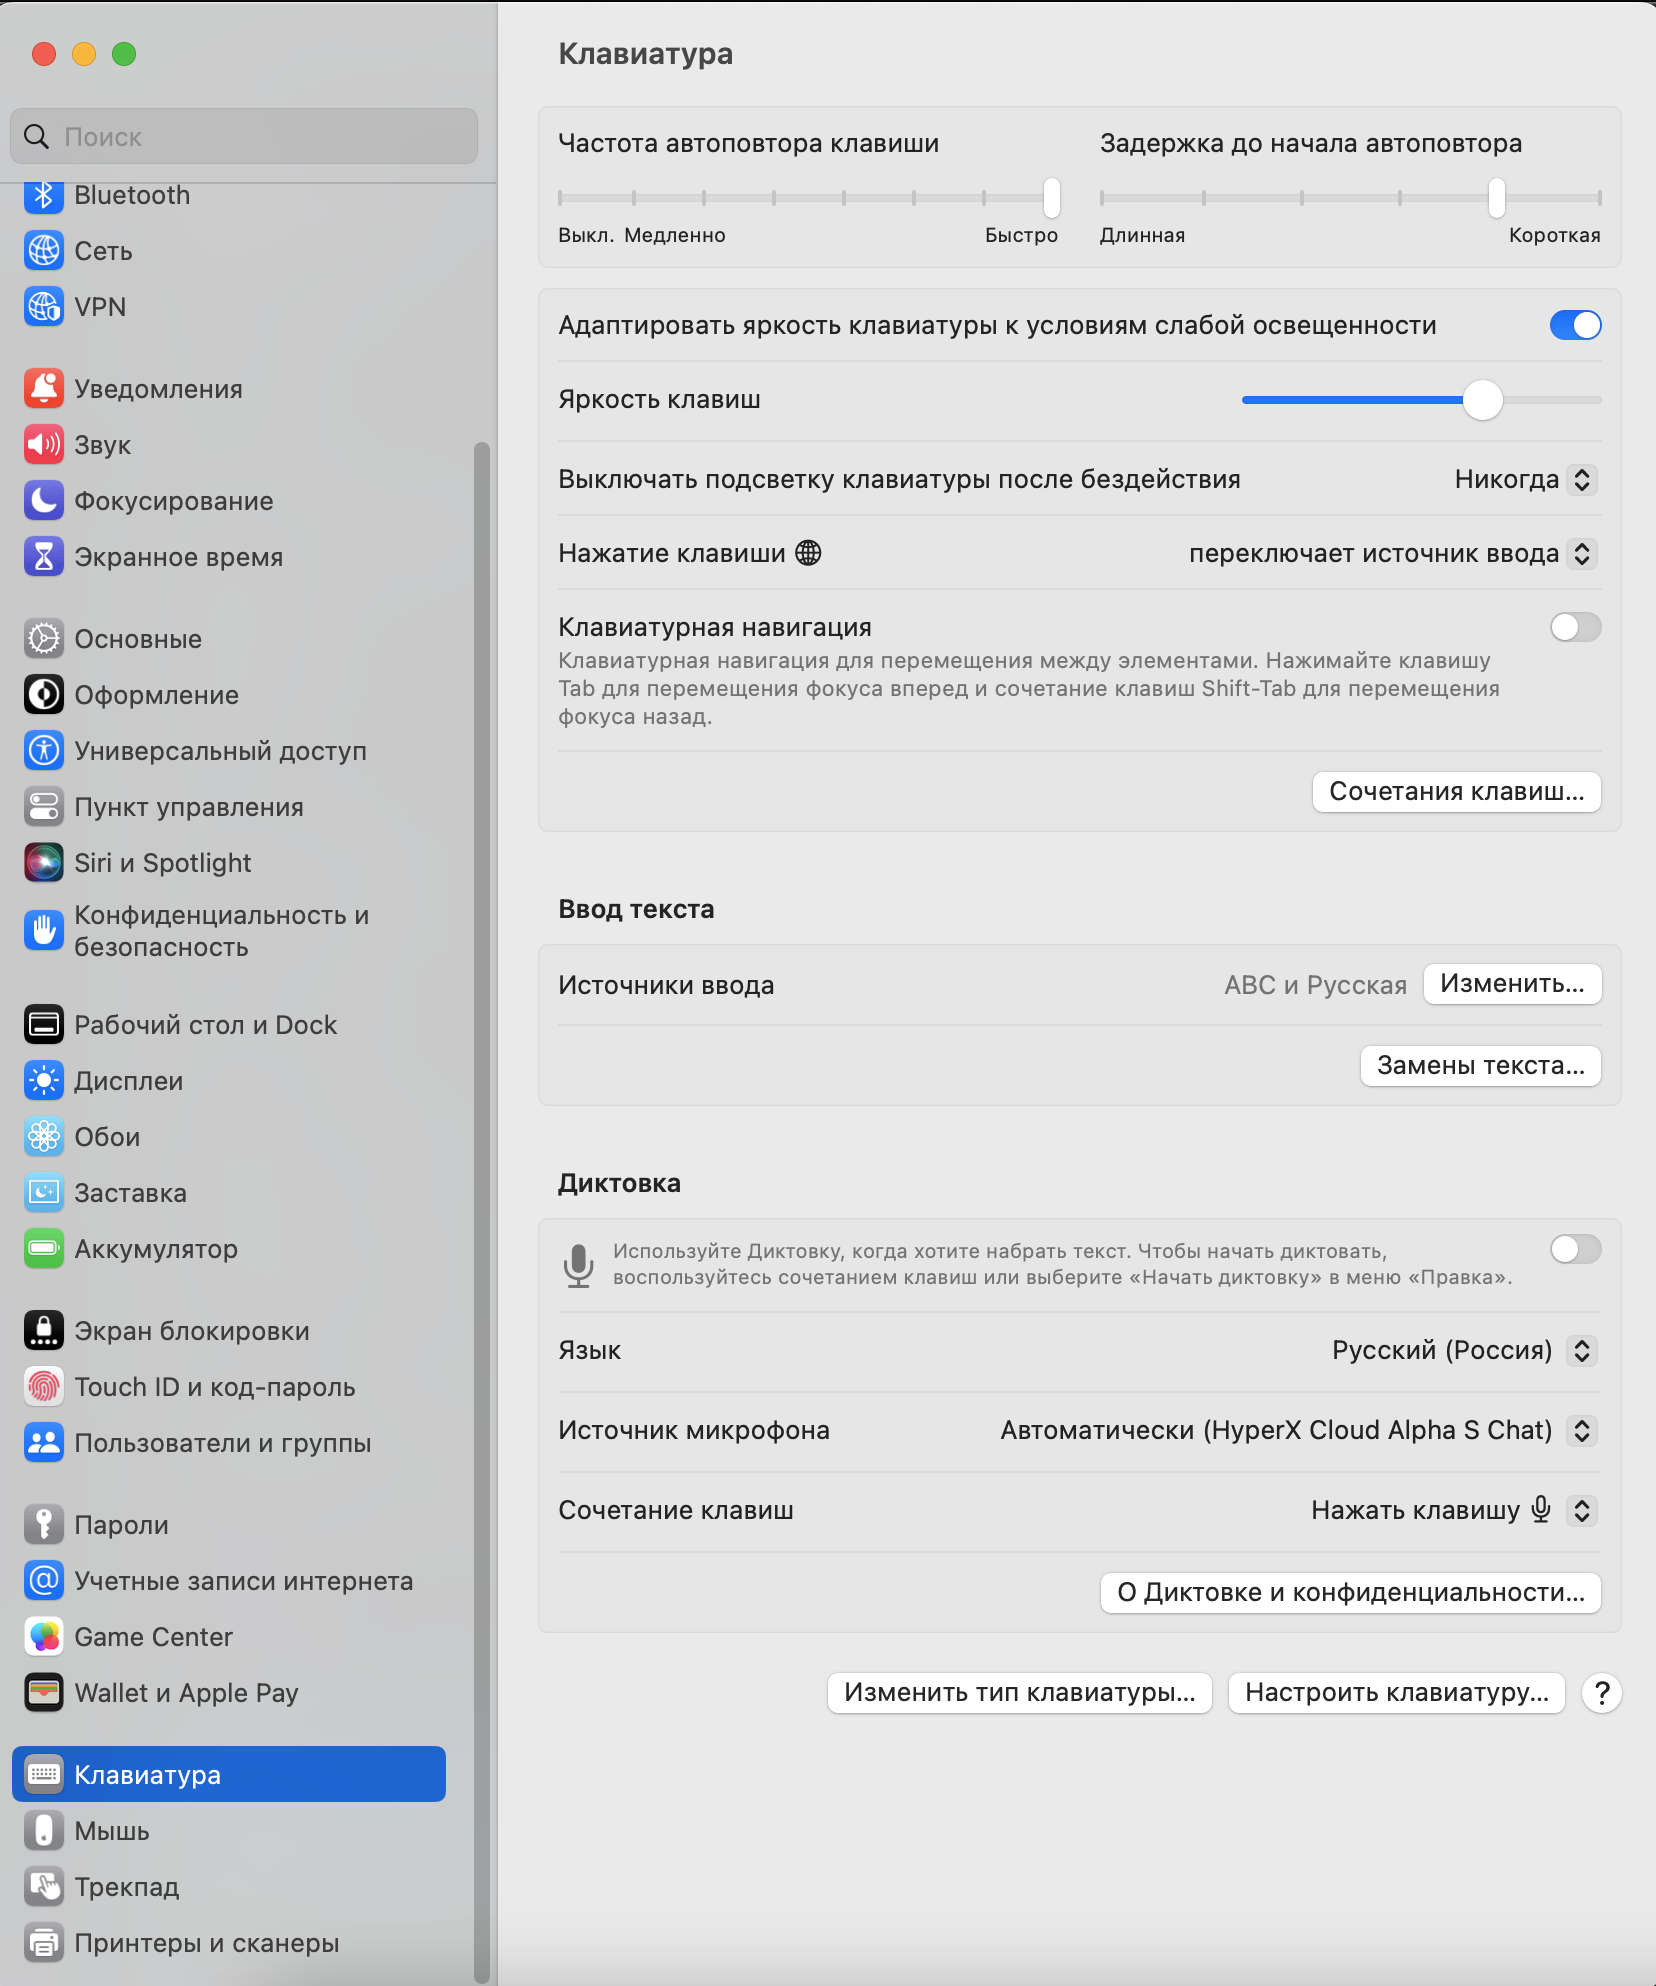 Поиск
Bluetooth
Сеть
VPN
Уведомления
Звук
Фокусирование
Экранное время
Основные
Оформление
Универсальный доступ
Пункт управления
Siri и Spotlight
Конфиденциальность и
безопасность
Рабочий стол и Dock
Дисплеи
Обои
Заставка
Аккумулятор
Экран блокировки
Touch ID и код-пароль
Пользователи и группы
Пароли
Учетные записи интернета
Game Center
Wallet и Apple Pay
Клавиатура
Мышь
Трекпад
Принтеры и сканеры
Клавиатура
Частота автоповтора клавиши
Выкл. Медленно Быстро
Задержка до начала автоповтора
Длинная Короткая
Адаптировать яркость клавиатуры к условиям слабой освещенности
Яркость клавиш
Выключать подсветку клавиатуры после бездействия Никогда
Нажатие клавиши переключает источник ввода
Клавиатурная навигация
Клавиатурная навигация для перемещения между элементами. Нажимайте клавишу
Tab для перемещения фокуса вперед и сочетание клавиш Shift-Tab для перемещения
фокуса назад.
Сочетания клавиш...
Ввод текста
Источники ввода ABC и Русская Изменить...
Замены текста...
Диктовка
Используйте Диктовку, когда хотите набрать текст. Чтобы начать диктовать,
воспользуйтесь сочетанием клавиш или выберите «Начать диктовку» в меню «Правка».
Язык Русский (Россия)
Источник микрофона Автоматически (HyperX Cloud Alpha S Chat)
Сочетание клавиш Нажать клавишу
О Диктовке и конфиденциальности...
Изменить тип клавиатуры... Настроить клавиатуру... ?